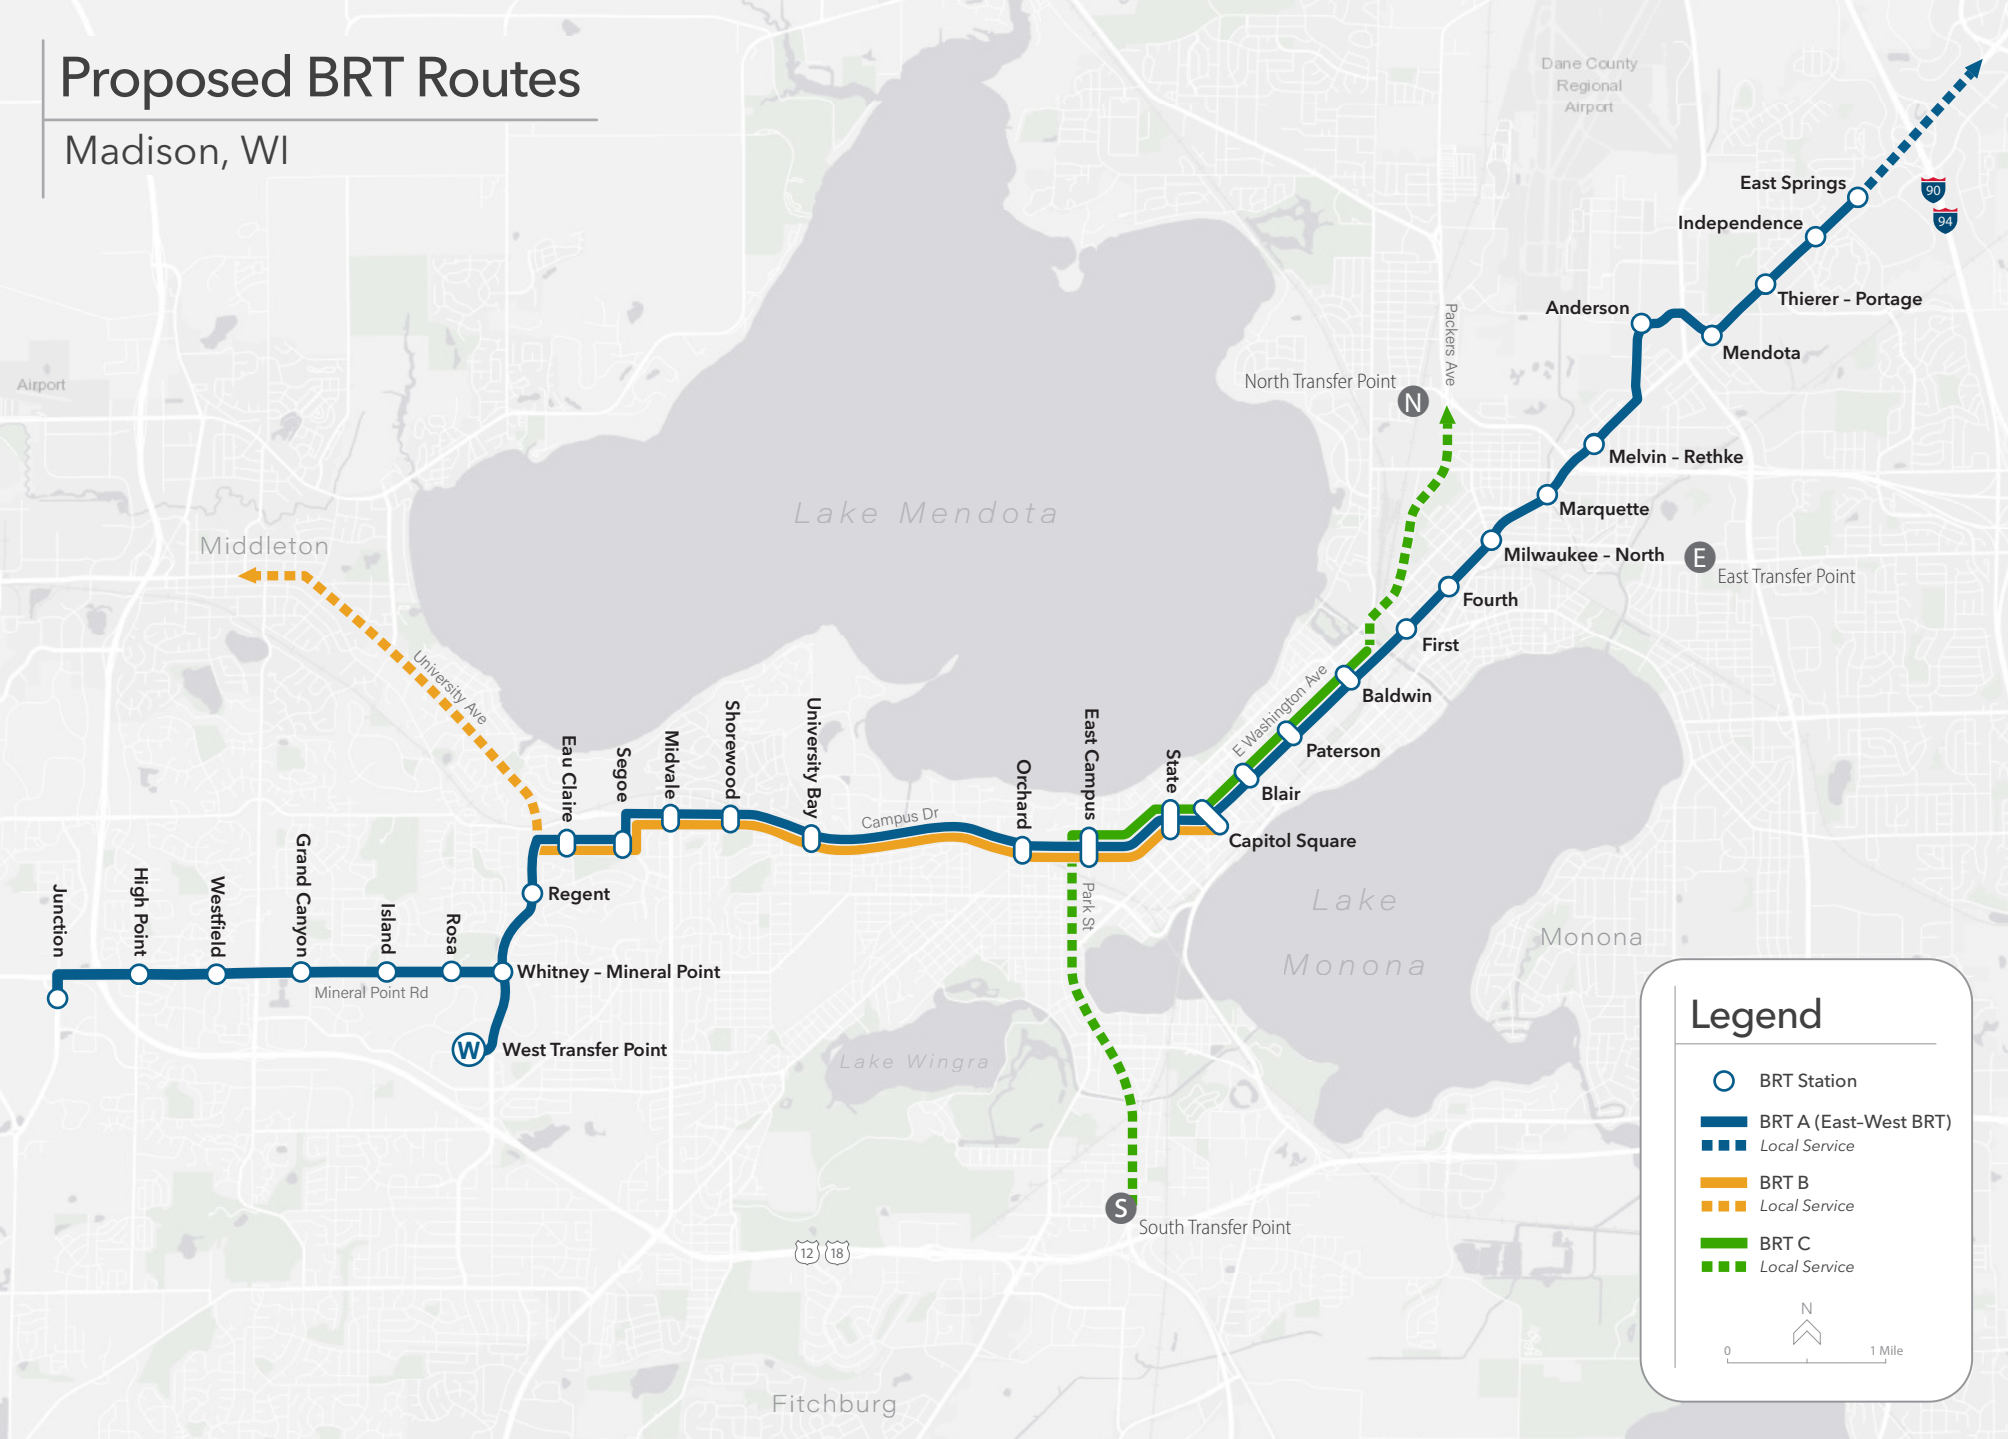 Proposed BRT Routes
Madison, WI
Dane County
Regional
Airport
East Springs
90
94
Independence
Thierer – Portage
Anderson
Mendota
Packers Ave
North Transfer Point
N
Airport
Melvin – Rethke
Marquette
Lake Mendota
Middleton
Milwaukee – North
E
East Transfer Point
Fourth
First
University Ave
E Washington Ave
Baldwin
Paterson
Blair
Capitol Square
Eau Claire
Segoe
Midvale
Shorewood
University Bay
Campus Dr
Orchard
East Campus
State
Park St
Lake
Monona
Monona
Junction
High Point
Westfield
Grand Canyon
Island
Rosa
Regent
Whitney – Mineral Point
Mineral Point Rd
W
West Transfer Point
Lake Wingra
S
South Transfer Point
12
18
Fitchburg
Legend
BRT Station
BRT A (East–West BRT)
Local Service
BRT B
Local Service
BRT C
Local Service
N
0
1 Mile